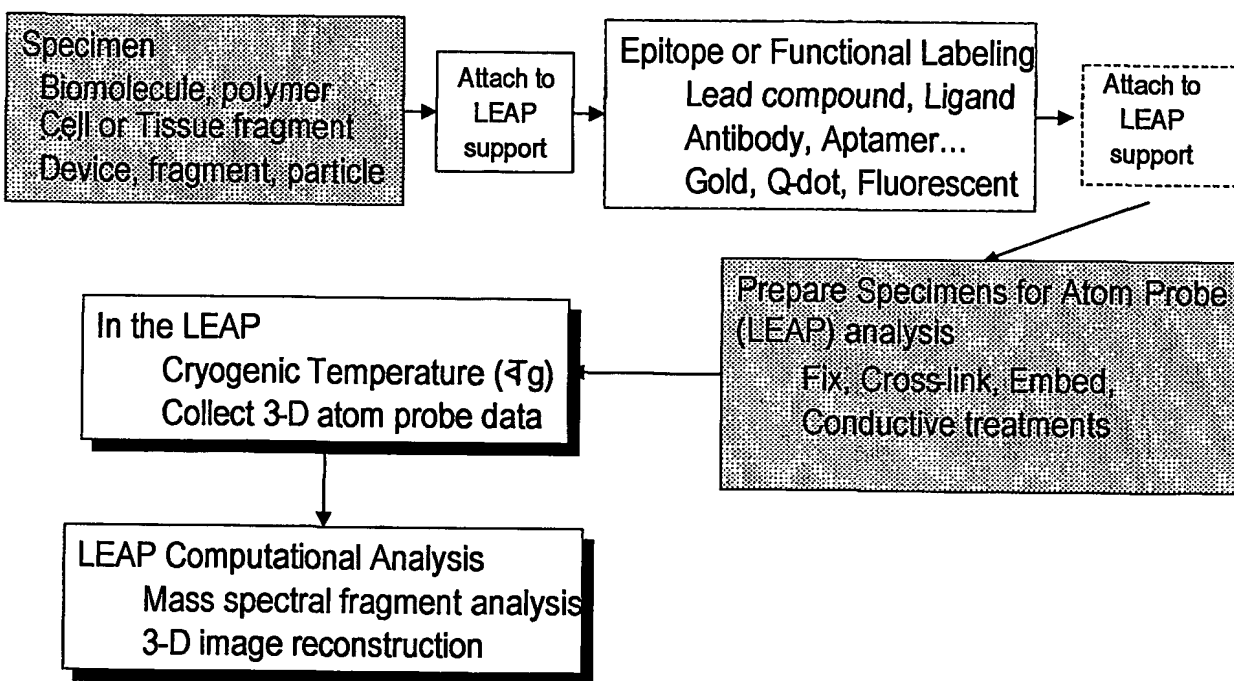 Specimen
Biomolecule, polymer
Cell or Tissue fragment
Device, fragment, particle
Attach to
LEAP
support
Epitope or Functional Labeling
Lead compound, Ligand
Antibody, Aptamer...
Gold, Q-dot, Fluorescent
Attach to
LEAP
support
Prepare Specimens for Atom Probe
(LEAP) analysis
Fix, Cross-link, Embed,
Conductive treatments
In the LEAP
Cryogenic Temperature (<Tg)
Collect 3-D atom probe data
LEAP Computational Analysis
Mass spectral fragment analysis
3-D image reconstruction